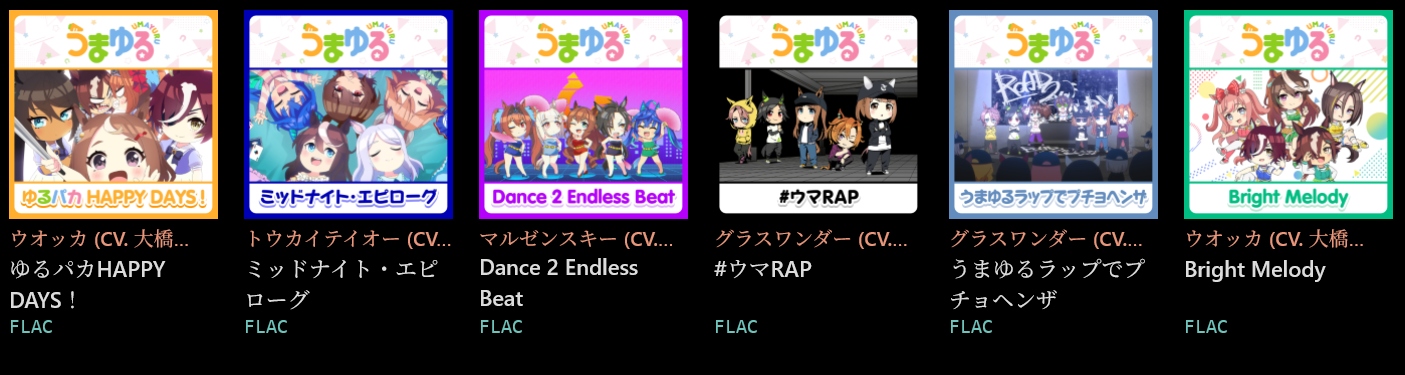 うまゆる UMAYURU
ゆるパカ HAPPY DAYS!
ウオッカ (CV. 大橋...
ゆるパカHAPPY
DAYS！
FLAC
うまゆる UMAYURU
ミッドナイト・エピローグ
トウカイテイオー (CV....
ミッドナイト・エピ
ローグ
FLAC
うまゆる UMAYURU
Dance 2 Endless Beat
マルゼンスキー (CV....
Dance 2 Endless
Beat
FLAC
うまゆる UMAYURU
#ウマRAP
グラスワンダー (CV....
#ウマRAP
FLAC
うまゆる UMAYURU
うまゆるラップでプチョヘンザ
グラスワンダー (CV....
うまゆるラップでプ
チョヘンザ
FLAC
うまゆる UMAYURU
Bright Melody
ウオッカ (CV. 大橋...
Bright Melody
FLAC